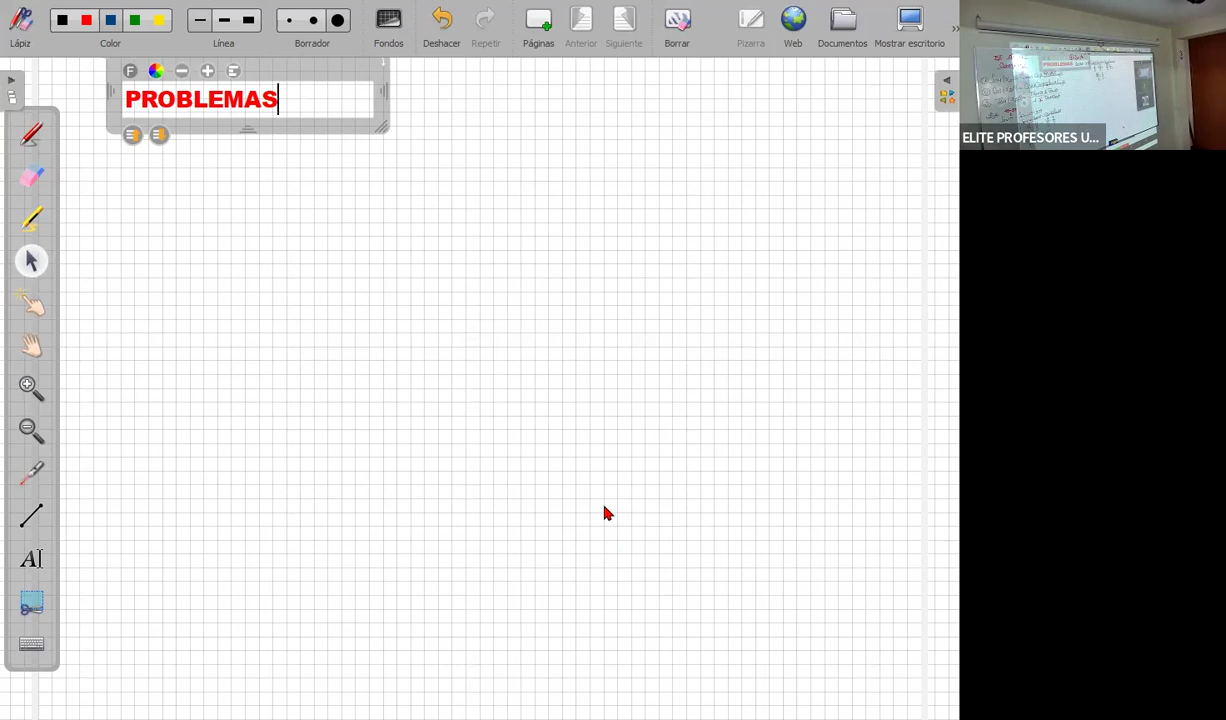 Lápiz
Color
Línea
Borrador
Fondos
Deshacer
Repetir
Páginas
Anterior
Siguiente
Borrar
Pizarra
Web
Documentos
Mostrar escritorio
»
F
PROBLEMAS
A
ELITE PROFESORES U...
PROBLEMAS